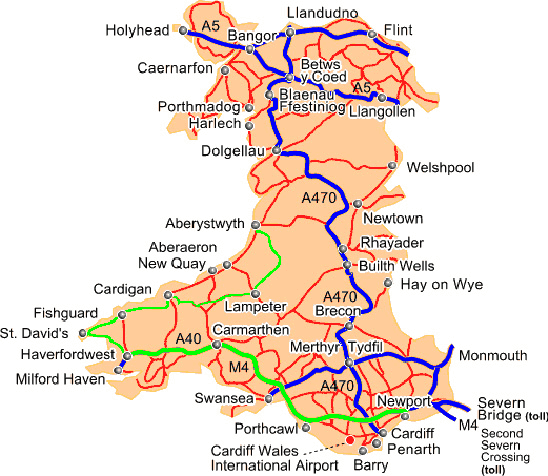 Llandudno
Holyhead
A5
Bangor
Flint
Caernarfon
Betws
y Coed
Blaenau
Ffestiniog
A5
Porthmadog
Llangollen
Harlech
Dolgellau
Welshpool
A470
Newtown
Aberystwyth
Rhayader
Aberaeron
New Quay
Builth Wells
Hay on Wye
Cardigan
Lampeter
A470
Brecon
Fishguard
St. David's
A40
Carmarthen
Haverfordwest
Merthyr Tydfil
Monmouth
Milford Haven
M4
A470
Swansea
Newport
Severn
Bridge (toll)
M4
Second
Severn
Crossing
(toll)
Porthcawl
Cardiff
Penarth
Cardiff Wales
International Airport
Barry